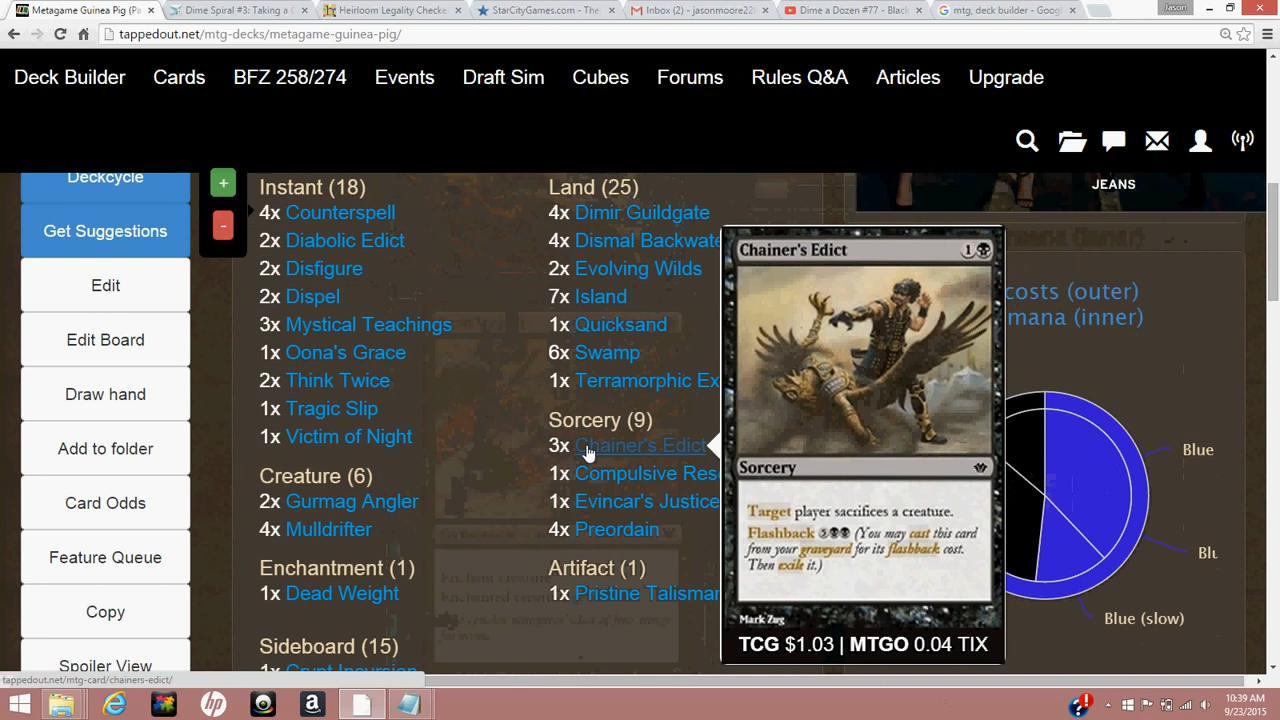 Metagame Guinea Pig (Pa
Dime Spiral #3: Taking a C
Heirloom Legality Checke
StarCityGames.com - The
Inbox (2) - jasonmoore22
Dime a Dozen #77 - Black
mtg, deck builder - Goog
Jason
tappedout.net/mtg-decks/metagame-guinea-pig/
Deck Builder
Cards
BFZ 258/274
Events
Draft Sim
Cubes
Forums
Rules Q&A
Articles
Upgrade
Deckcycle
Get Suggestions
Edit
Edit Board
Draw hand
Add to folder
Card Odds
Feature Queue
Copy
Spoiler View
+
-
Instant (18)
4x Counterspell
2x Diabolic Edict
2x Disfigure
2x Dispel
3x Mystical Teachings
1x Oona's Grace
2x Think Twice
1x Tragic Slip
1x Victim of Night
Creature (6)
2x Gurmag Angler
4x Mulldrifter
Enchantment (1)
1x Dead Weight
Sideboard (15)
1x Crypt Incursion
Land (25)
4x Dimir Guildgate
4x Dismal Backwate
2x Evolving Wilds
7x Island
1x Quicksand
6x Swamp
1x Terramorphic Ex
Sorcery (9)
3x Chainer's Edict
1x Compulsive Res
1x Evincar's Justice
4x Preordain
Artifact (1)
1x Pristine Talisman
Chainer's Edict
1
Sorcery
Target player sacrifices a creature.
Flashback 5 (You may cast this card
from your graveyard for its flashback cost.
Then exile it.)
Mark Zug
TCG $1.03 | MTGO 0.04 TIX
JEANS
costs (outer)
mana (inner)
Blue
Blu
Blue (slow)
tappedout.net/mtg-card/chainers-edict/
10:39 AM
9/23/2015